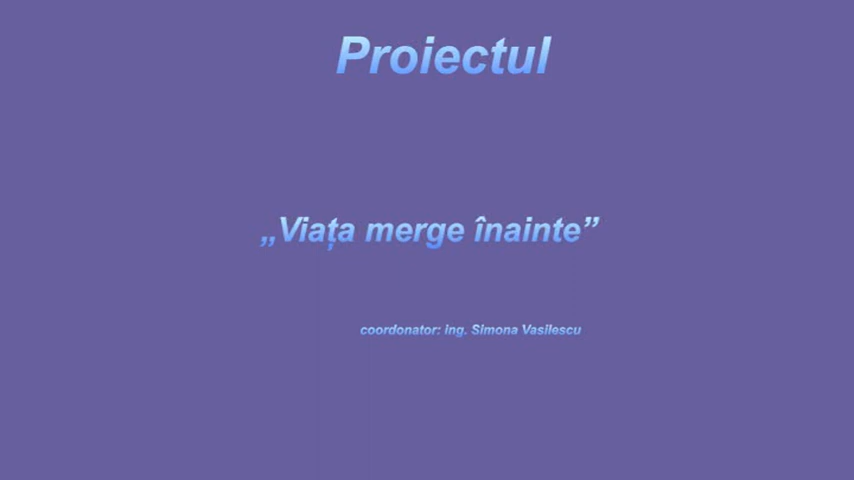 Proiectul
„Viața merge înainte”
coordonator: ing. Simona Vasilescu